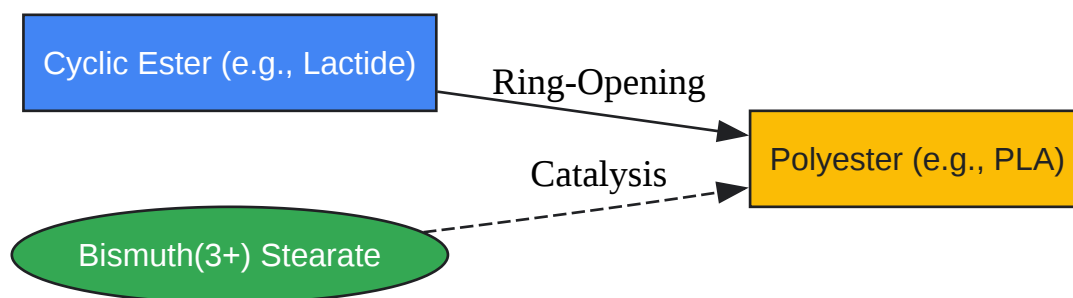 Cyclic Ester (e.g., Lactide)
Ring-Opening
Polyester (e.g., PLA)
Catalysis
Bismuth(3+) Stearate